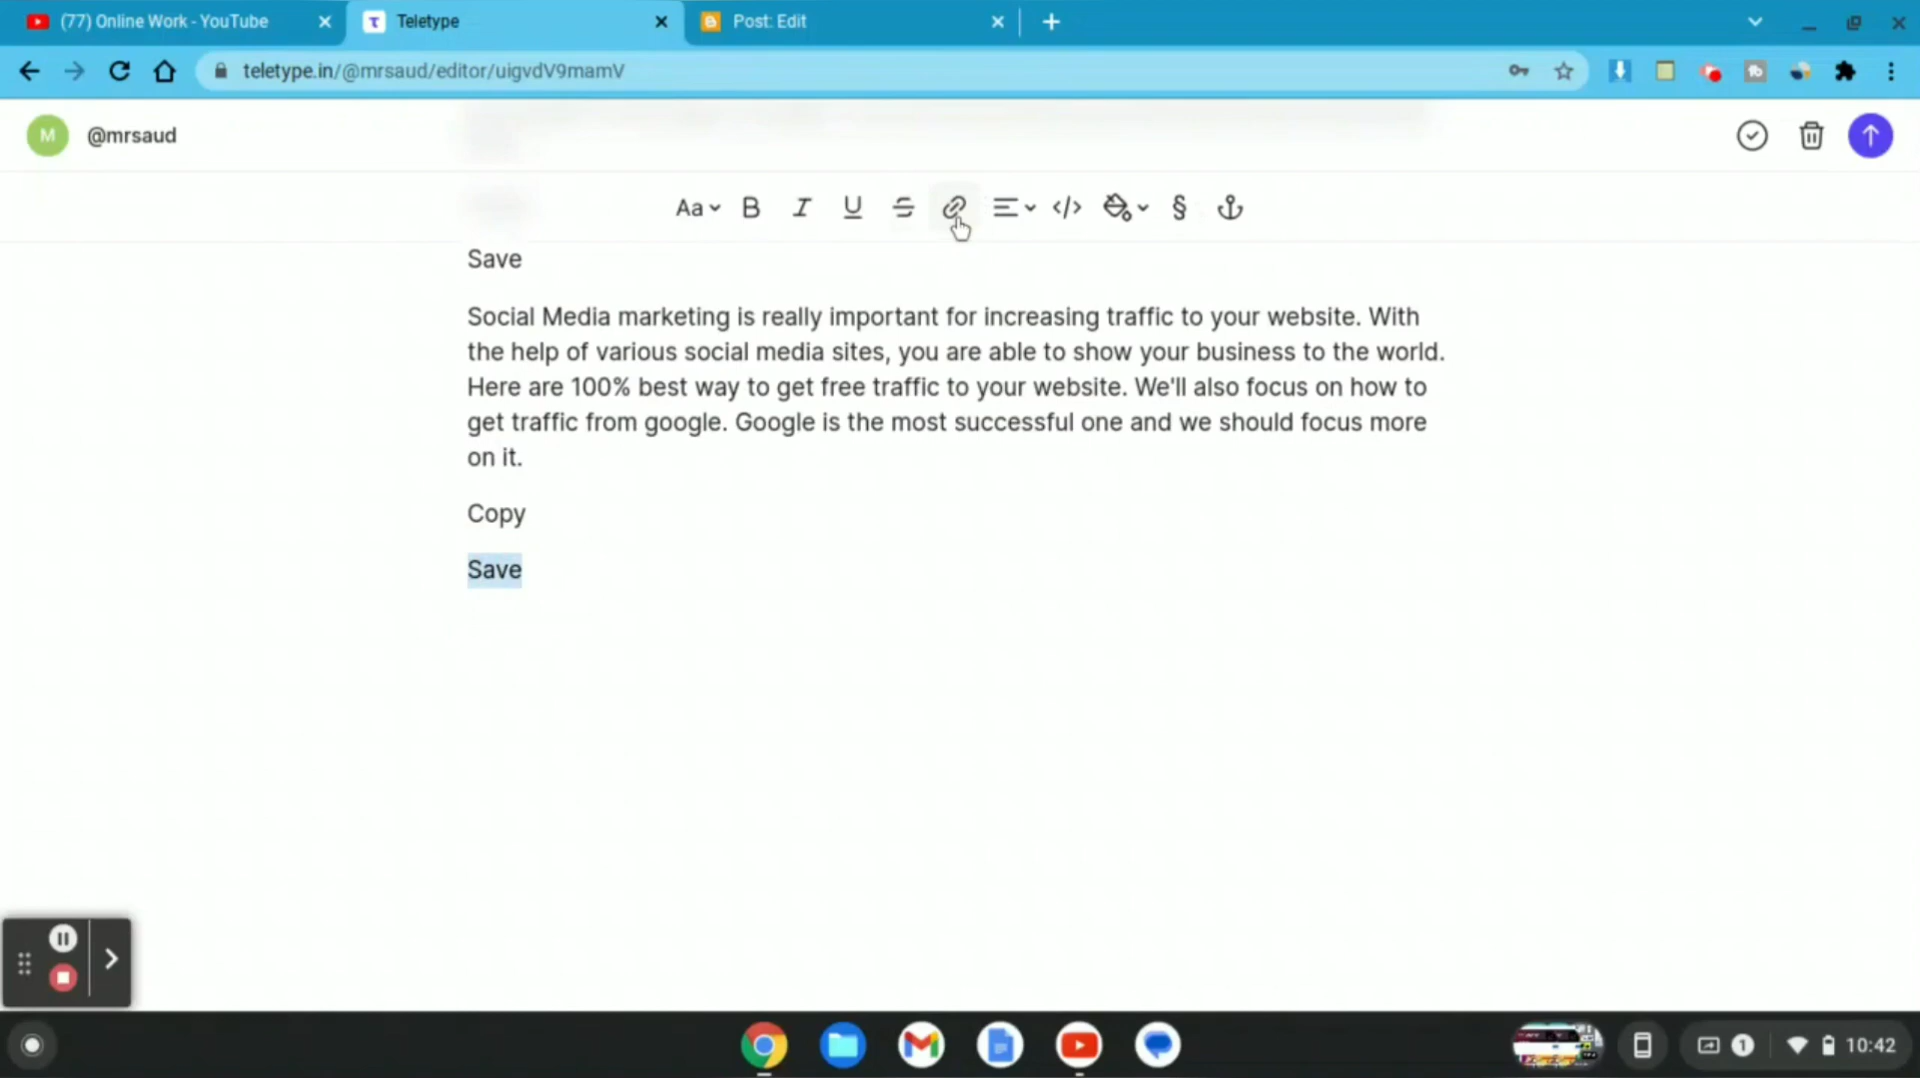 (77) Online Work - YouTube
Teletype
Post: Edit
teletype.in/@mrsaud/editor/uigvdV9mamV
M @mrsaud
Aa B I U S </> §
Save
Social Media marketing is really important for increasing traffic to your website. With
the help of various social media sites, you are able to show your business to the world.
Here are 100% best way to get free traffic to your website. We'll also focus on how to
get traffic from google. Google is the most successful one and we should focus more
on it.
Copy
Save
1 10:42